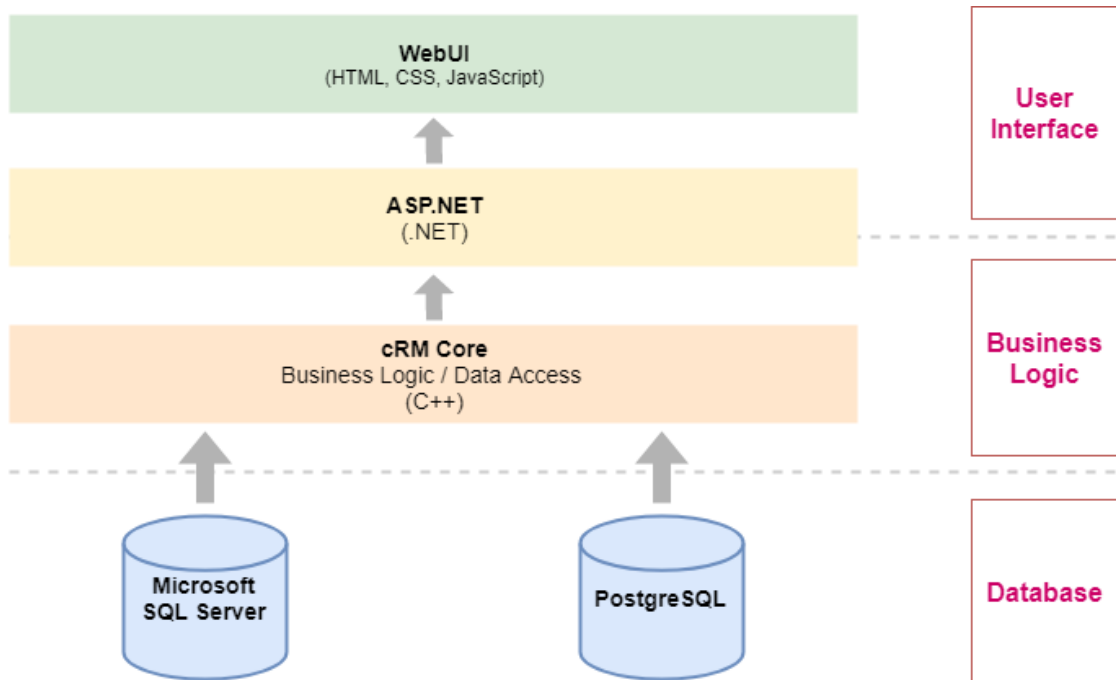 WebUI
(HTML, CSS, JavaScript)
User
Interface
ASP.NET
(.NET)
cRM Core
Business Logic / Data Access
(C++)
Business
Logic
Microsoft
SQL Server
PostgreSQL
Database